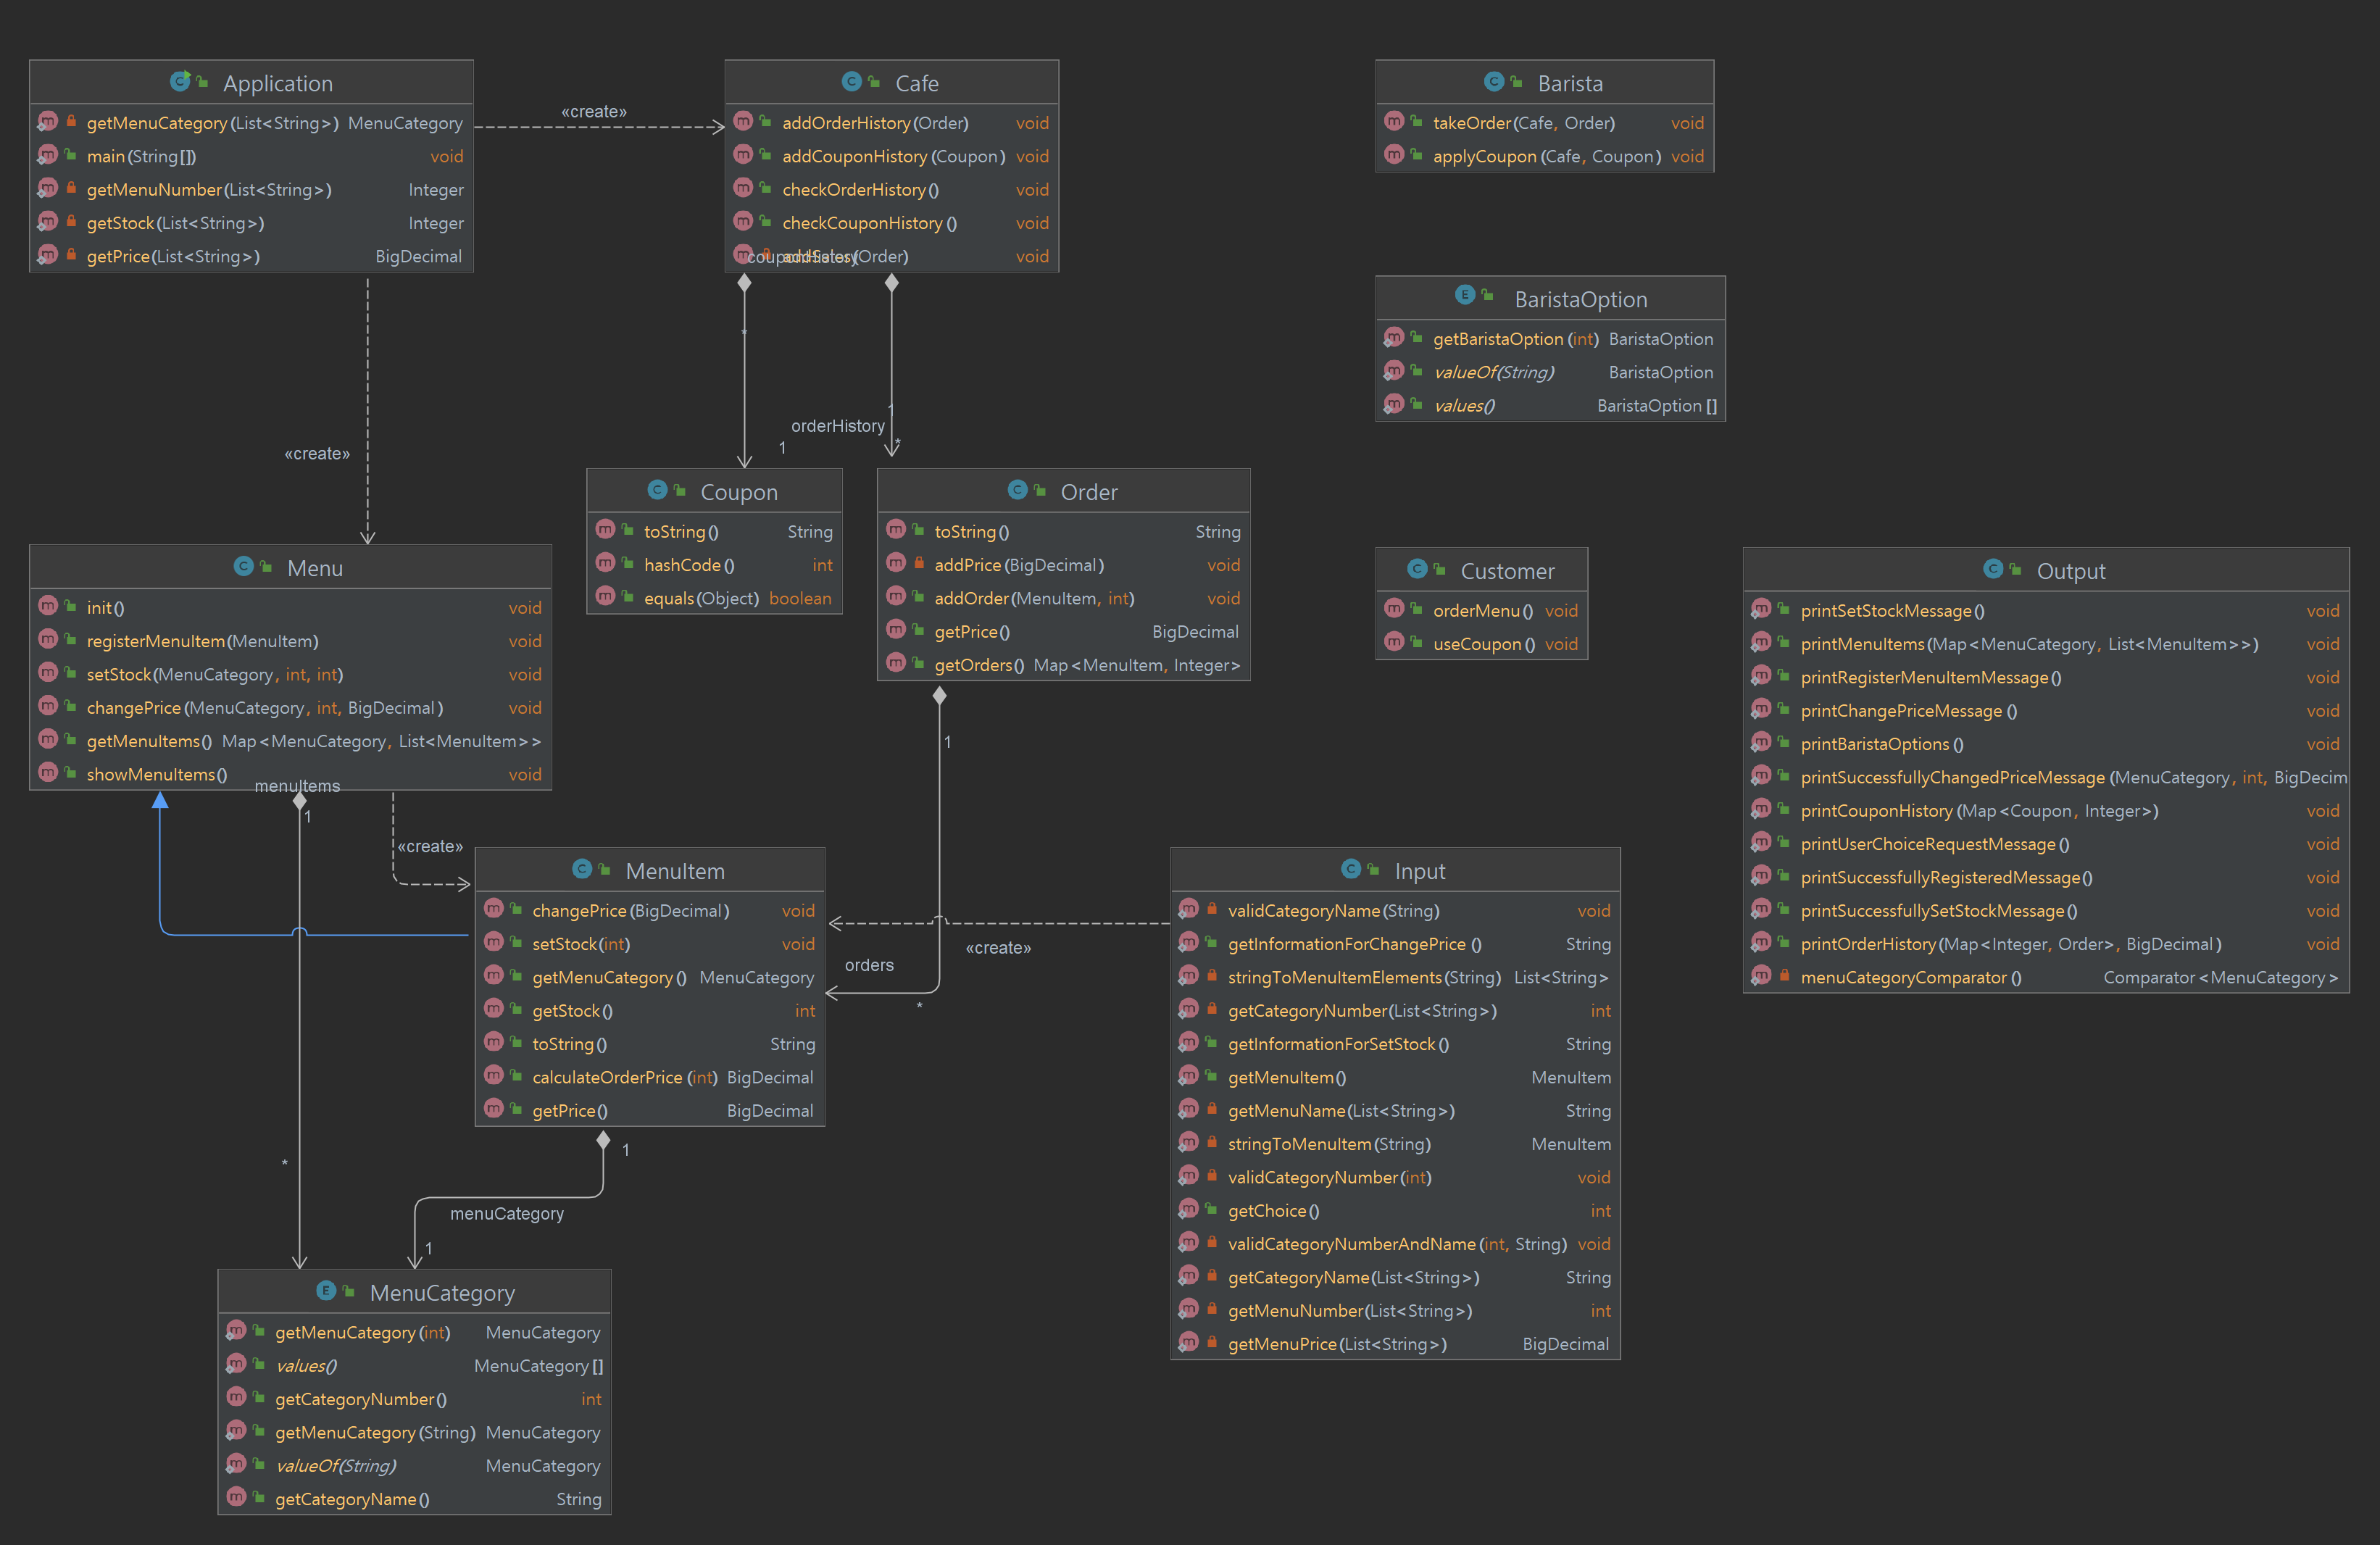 Application
getMenuCategory(List<String>) MenuCategory
main(String[]) void
getMenuNumber(List<String>) Integer
getStock(List<String>) Integer
getPrice(List<String>) BigDecimal
«create»
Cafe
addOrderHistory(Order) void
addCouponHistory(Coupon) void
checkOrderHistory() void
checkCouponHistory() void
addSales(Order) void
couponHistory
*
1
1
orderHistory
*
Barista
takeOrder(Cafe, Order) void
applyCoupon(Cafe, Coupon) void
BaristaOption
getBaristaOption(int) BaristaOption
valueOf(String) BaristaOption
values() BaristaOption[]
«create»
Coupon
toString() String
hashCode() int
equals(Object) boolean
Order
toString() String
addPrice(BigDecimal) void
addOrder(MenuItem, int) void
getPrice() BigDecimal
getOrders() Map<MenuItem, Integer>
Customer
orderMenu() void
useCoupon() void
Output
printSetStockMessage() void
printMenuItems(Map<MenuCategory, List<MenuItem>>) void
printRegisterMenuItemMessage() void
printChangePriceMessage() void
printBaristaOptions() void
printSuccessfullyChangedPriceMessage(MenuCategory, int, BigDecim
printCouponHistory(Map<Coupon, Integer>) void
printUserChoiceRequestMessage() void
printSuccessfullyRegisteredMessage() void
printSuccessfullySetStockMessage() void
printOrderHistory(Map<Integer, Order>, BigDecimal) void
menuCategoryComparator() Comparator<MenuCategory>
Menu
init() void
registerMenuItem(MenuItem) void
setStock(MenuCategory, int, int) void
changePrice(MenuCategory, int, BigDecimal) void
getMenuItems() Map<MenuCategory, List<MenuItem>>
showMenuItems() void
menuItems
1
*
«create»
1
orders
*
«create»
MenuItem
changePrice(BigDecimal) void
setStock(int) void
getMenuCategory() MenuCategory
getStock() int
toString() String
calculateOrderPrice(int) BigDecimal
getPrice() BigDecimal
1
menuCategory
1
Input
validCategoryName(String) void
getInformationForChangePrice() String
stringToMenuItemElements(String) List<String>
getCategoryNumber(List<String>) int
getInformationForSetStock() String
getMenuItem() MenuItem
getMenuName(List<String>) String
stringToMenuItem(String) MenuItem
validCategoryNumber(int) void
getChoice() int
validCategoryNumberAndName(int, String) void
getCategoryName(List<String>) String
getMenuNumber(List<String>) int
getMenuPrice(List<String>) BigDecimal
MenuCategory
getMenuCategory(int) MenuCategory
values() MenuCategory[]
getCategoryNumber() int
getMenuCategory(String) MenuCategory
valueOf(String) MenuCategory
getCategoryName() String